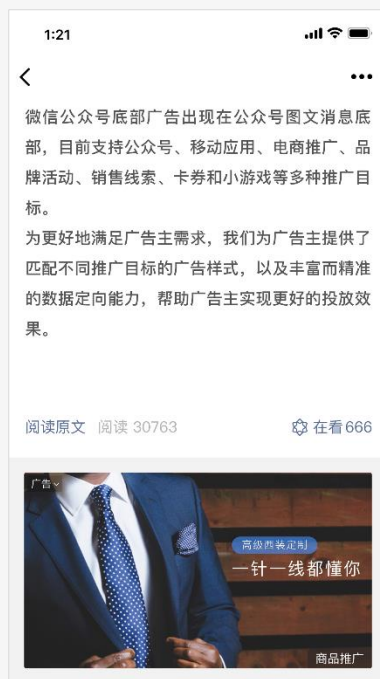 1:21
微信公众号底部广告出现在公众号图文消息底
部，目前支持公众号、移动应用、电商推广、品
牌活动、销售线索、卡券和小游戏等多种推广目
标。
为更好地满足广告主需求，我们为广告主提供了
匹配不同推广目标的广告样式，以及丰富而精准
的数据定向能力，帮助广告主实现更好的投放效
果。
阅读原文 阅读 30763 在看666
广告
高级西装定制
一针一线都懂你
商品推广